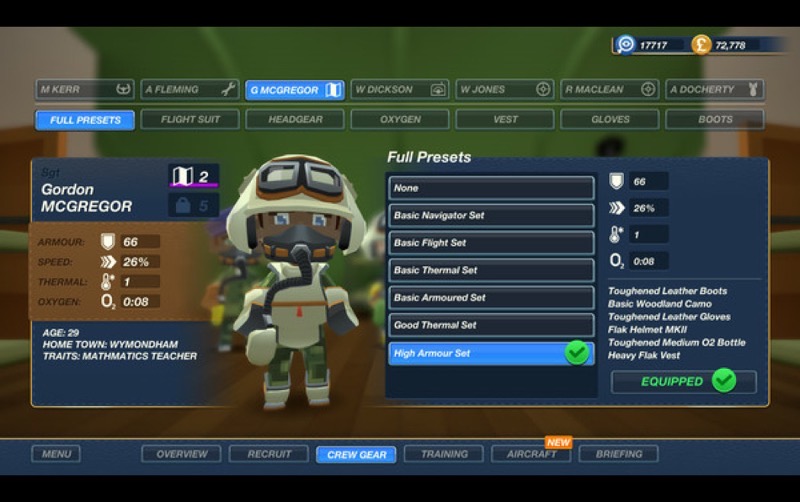 17717 72,778
M KERR A FLEMING G MCGREGOR W DICKSON W JONES R MACLEAN A DOCHERTY
FULL PRESETS FLIGHT SUIT HEADGEAR OXYGEN VEST GLOVES BOOTS
Sgt
Gordon
MCGREGOR
2
5
ARMOUR: 66
SPEED: 26%
THERMAL: 1
OXYGEN: O2 0:08
AGE: 29
HOME TOWN: WYMONDHAM
TRAITS: MATHMATICS TEACHER
Full Presets
None
Basic Navigator Set
Basic Flight Set
Basic Thermal Set
Basic Armoured Set
Good Thermal Set
High Armour Set
66
26%
1
O2 0:08
Toughened Leather Boots
Basic Woodland Camo
Toughened Leather Gloves
Flak Helmet MKII
Toughened Medium O2 Bottle
Heavy Flak Vest
EQUIPPED
NEW
MENU OVERVIEW RECRUIT CREW GEAR TRAINING AIRCRAFT BRIEFING